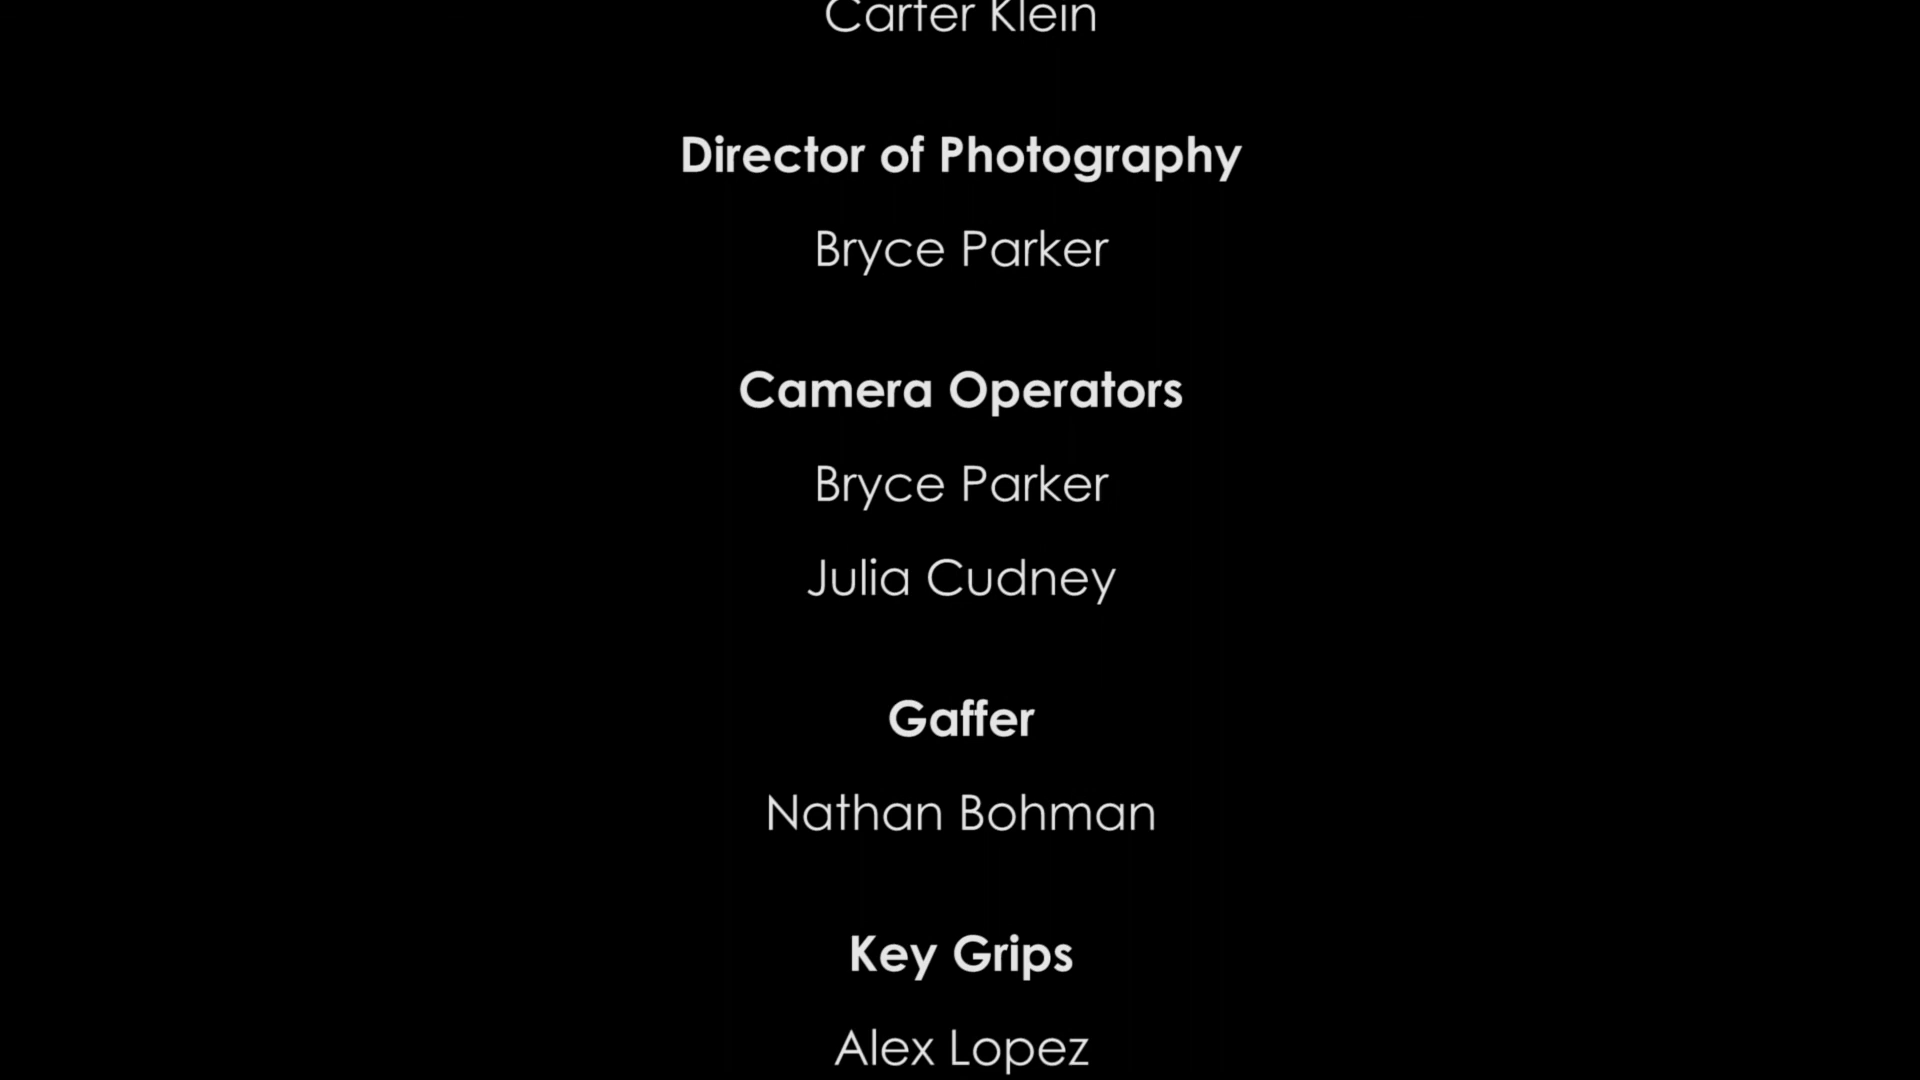 Carter Klein
Director of Photography
Bryce Parker
Camera Operators
Bryce Parker
Julia Cudney
Gaffer
Nathan Bohman
Key Grips
Alex Lopez